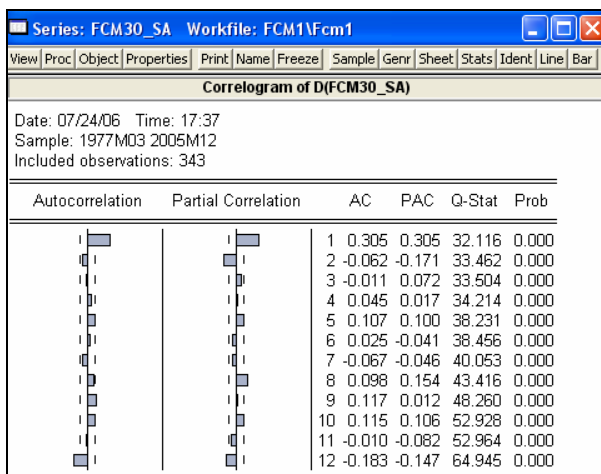 Series: FCM30_SA Workfile: FCM1\Fcm1
View Proc Object Properties Print Name Freeze Sample Genr Sheet Stats Ident Line Bar
Correlogram of D(FCM30_SA)
Date: 07/24/06 Time: 17:37
Sample: 1977M03 2005M12
Included observations: 343
Autocorrelation Partial Correlation AC PAC Q-Stat Prob
1 0.305 0.305 32.116 0.000
2 -0.062 -0.171 33.462 0.000
3 -0.011 0.072 33.504 0.000
4 0.045 0.017 34.214 0.000
5 0.107 0.100 38.231 0.000
6 0.025 -0.041 38.456 0.000
7 -0.067 -0.046 40.053 0.000
8 0.098 0.154 43.416 0.000
9 0.117 0.012 48.260 0.000
10 0.115 0.106 52.928 0.000
11 -0.010 -0.082 52.964 0.000
12 -0.183 -0.147 64.945 0.000